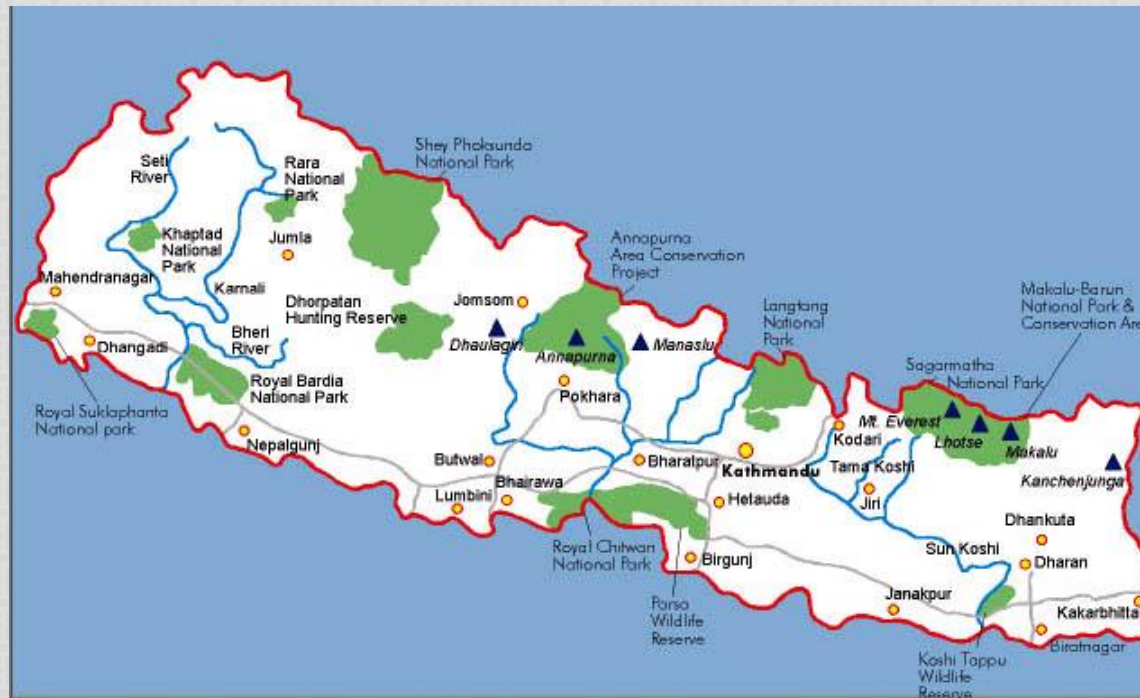 Shey Phoksunda
National Park
Seti
River
Rara
National
Park
Khaptad
National
Park
Jumla
Annapurna
Area Conservation
Project
Mahendranagar
Karnali
Dhorpatan
Hunting Reserve
Jomsom
Langtang
National
Park
Makalu-Barun
National Park &
Conservation Area
Dhangadi
Bheri
River
Dhaulagiri
Annapurna
Manaslu
Royal Bardia
National Park
Pokhara
Sagarmatha
National Park
Royal Suklaphanta
National park
Nepalgunj
Mt. Everest
Lhotse
Makalu
Kodari
Butwal
Bharalpur
Kathmandu
Tama Koshi
Kanchenjunga
Lumbini
Bhairawa
Hetauda
Jiri
Dhankuta
Royal Chitwan
National Park
Birgunj
Sun Koshi
Dharan
Parsa
Wildlife
Reserve
Janakpur
Kakarbhitta
Biratnagar
Koshi Tappu
Wildlife
Reserve